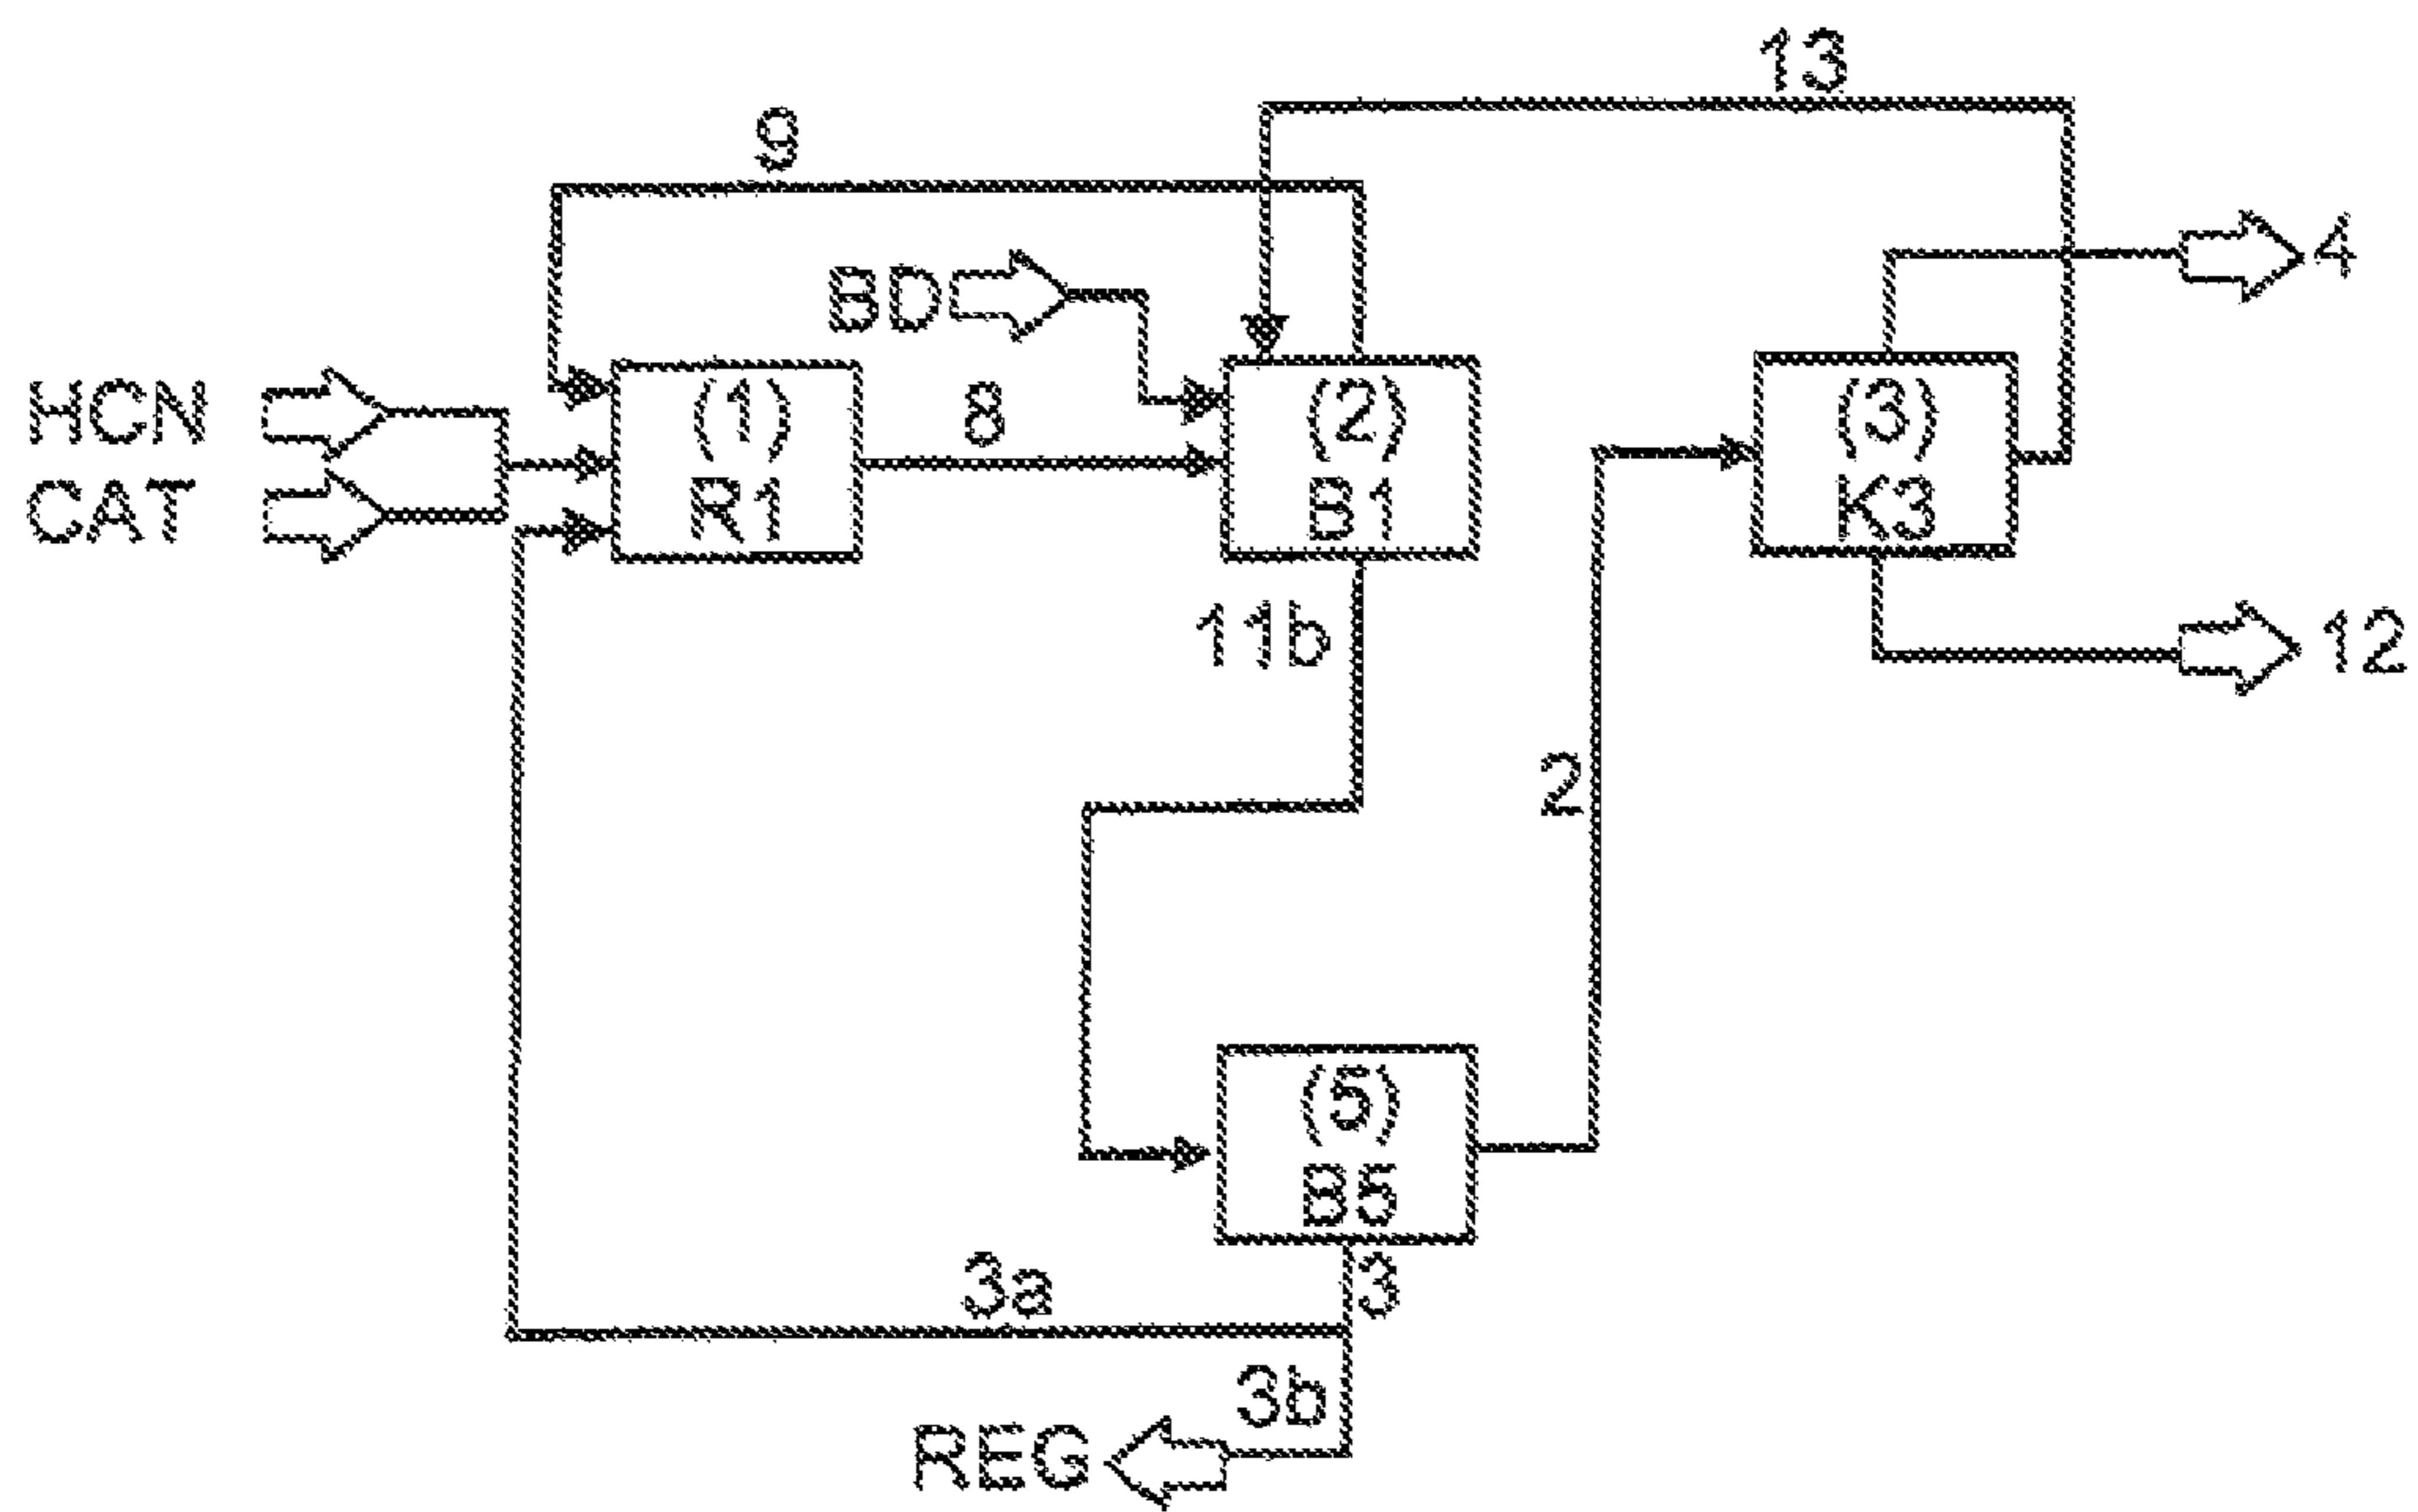 13
9
BD
4
HCN
(1)
8
(2)
(3)
CAT
R1
B1
K3
11b
12
2
(5)
B5
3a
3
3b
REG